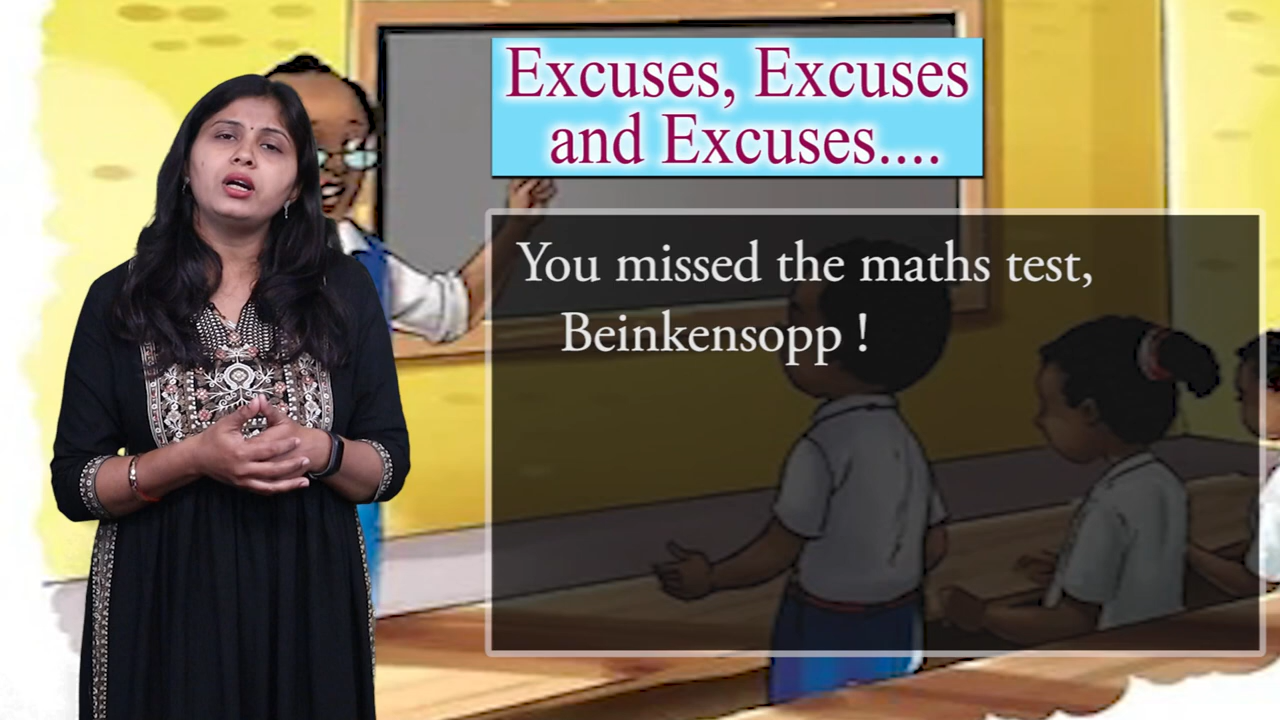 Excuses, Excuses
and Excuses....
You missed the maths test,
Beinkensopp !